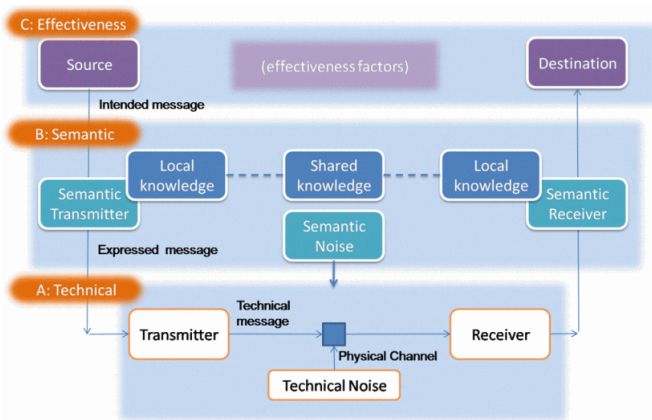 C: Effectiveness
Source
(effectiveness factors)
Destination
Intended message
B: Semantic
Local
knowledge
Shared
knowledge
Local
knowledge
Semantic
Transmitter
Semantic
Receiver
Semantic
Noise
Expressed message
A: Technical
Technical
message
Transmitter
Receiver
Physical Channel
Technical Noise